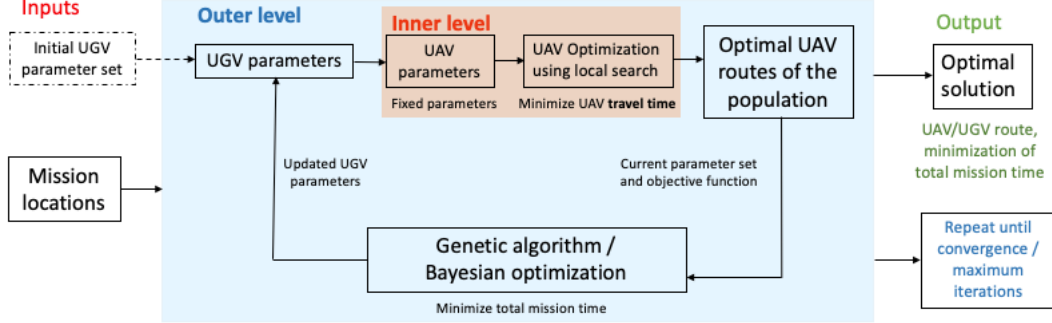 Inputs
Initial UGV
parameter set
Mission
locations
Outer level
UGV parameters
Inner level
UAV
parameters
Fixed parameters
UAV Optimization
using local search
Minimize UAV travel time
Optimal UAV
routes of the
population
Updated UGV
parameters
Current parameter set
and objective function
Genetic algorithm /
Bayesian optimization
Minimize total mission time
Output
Optimal
solution
UAV/UGV route,
minimization of
total mission time
Repeat until
convergence /
maximum
iterations